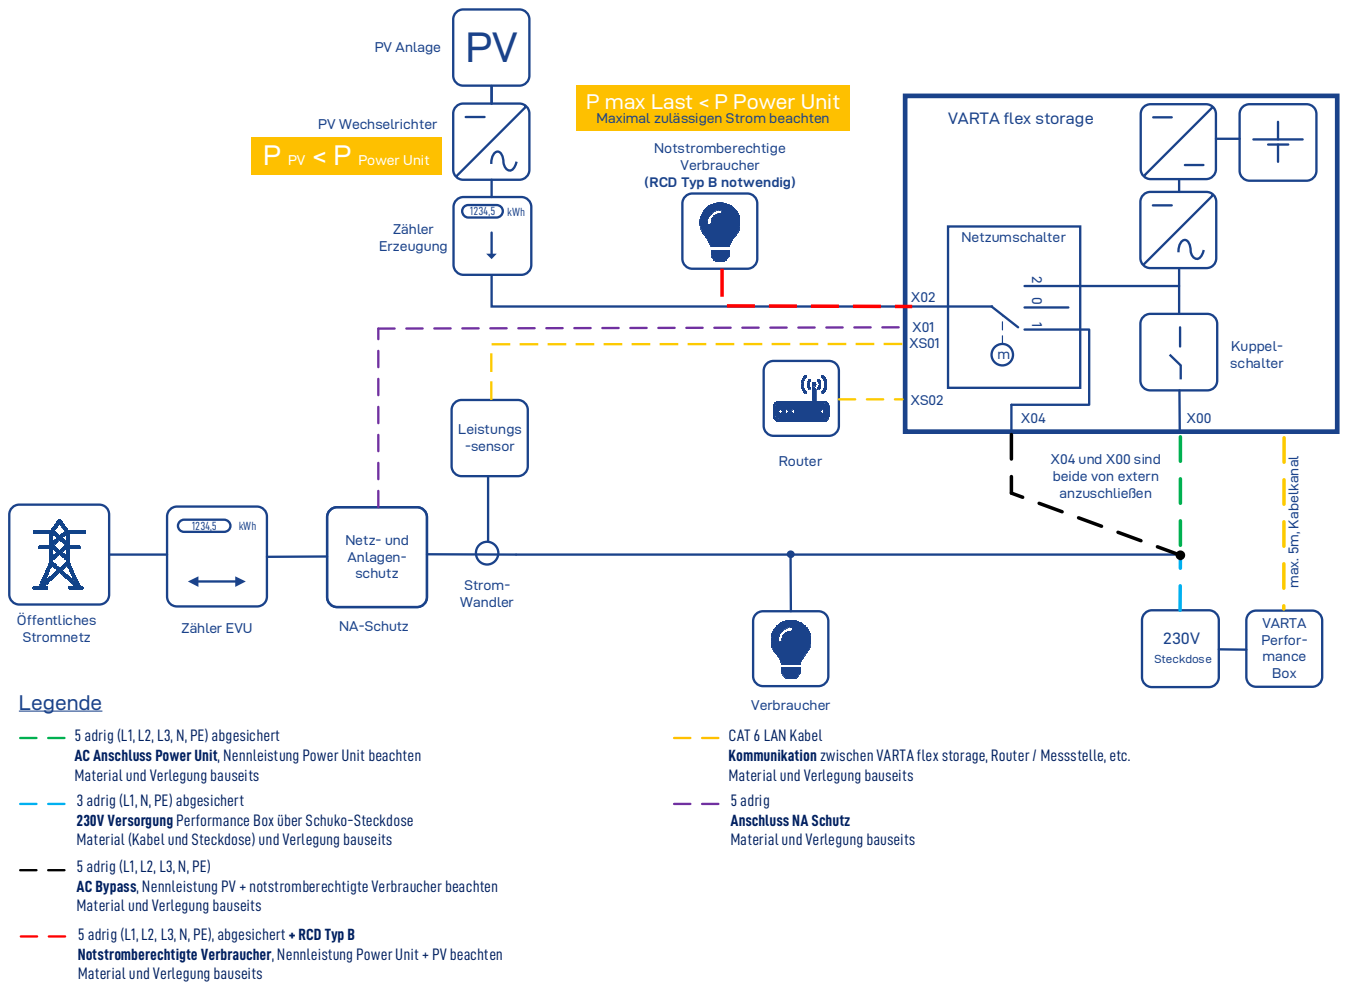 PV Anlage
PV
PV Wechselrichter
P PV < P Power Unit
Zähler
Erzeugung
1234,5 kWh
P max Last < P Power Unit
Maximal zulässigen Strom beachten
Notstromberechtige
Verbraucher
(RCD Typ B notwendig)
VARTA flex storage
Netzumschalter
2
0
1
m
X02
X01
XS01
XS02
X04
X00
Kuppel-
schalter
Router
Leistungs
-sensor
X04 und X00 sind
beide von extern
anzuschließen
max. 5m, Kabelkanal
Öffentliches
Stromnetz
1234,5 kWh
Zähler EVU
Netz- und
Anlagen-
schutz
NA-Schutz
Strom-
Wandler
Verbraucher
230V
Steckdose
VARTA
Perfor-
mance
Box
Legende
5 adrig (L1, L2, L3, N, PE) abgesichert
AC Anschluss Power Unit, Nennleistung Power Unit beachten
Material und Verlegung bauseits
3 adrig (L1, N, PE) abgesichert
230V Versorgung Performance Box über Schuko-Steckdose
Material (Kabel und Steckdose) und Verlegung bauseits
5 adrig (L1, L2, L3, N, PE)
AC Bypass, Nennleistung PV + notstromberechtigte Verbraucher beachten
Material und Verlegung bauseits
5 adrig (L1, L2, L3, N, PE), abgesichert + RCD Typ B
Notstromberechtigte Verbraucher, Nennleistung Power Unit + PV beachten
Material und Verlegung bauseits
CAT 6 LAN Kabel
Kommunikation zwischen VARTA flex storage, Router / Messstelle, etc.
Material und Verlegung bauseits
5 adrig
Anschluss NA Schutz
Material und Verlegung bauseits